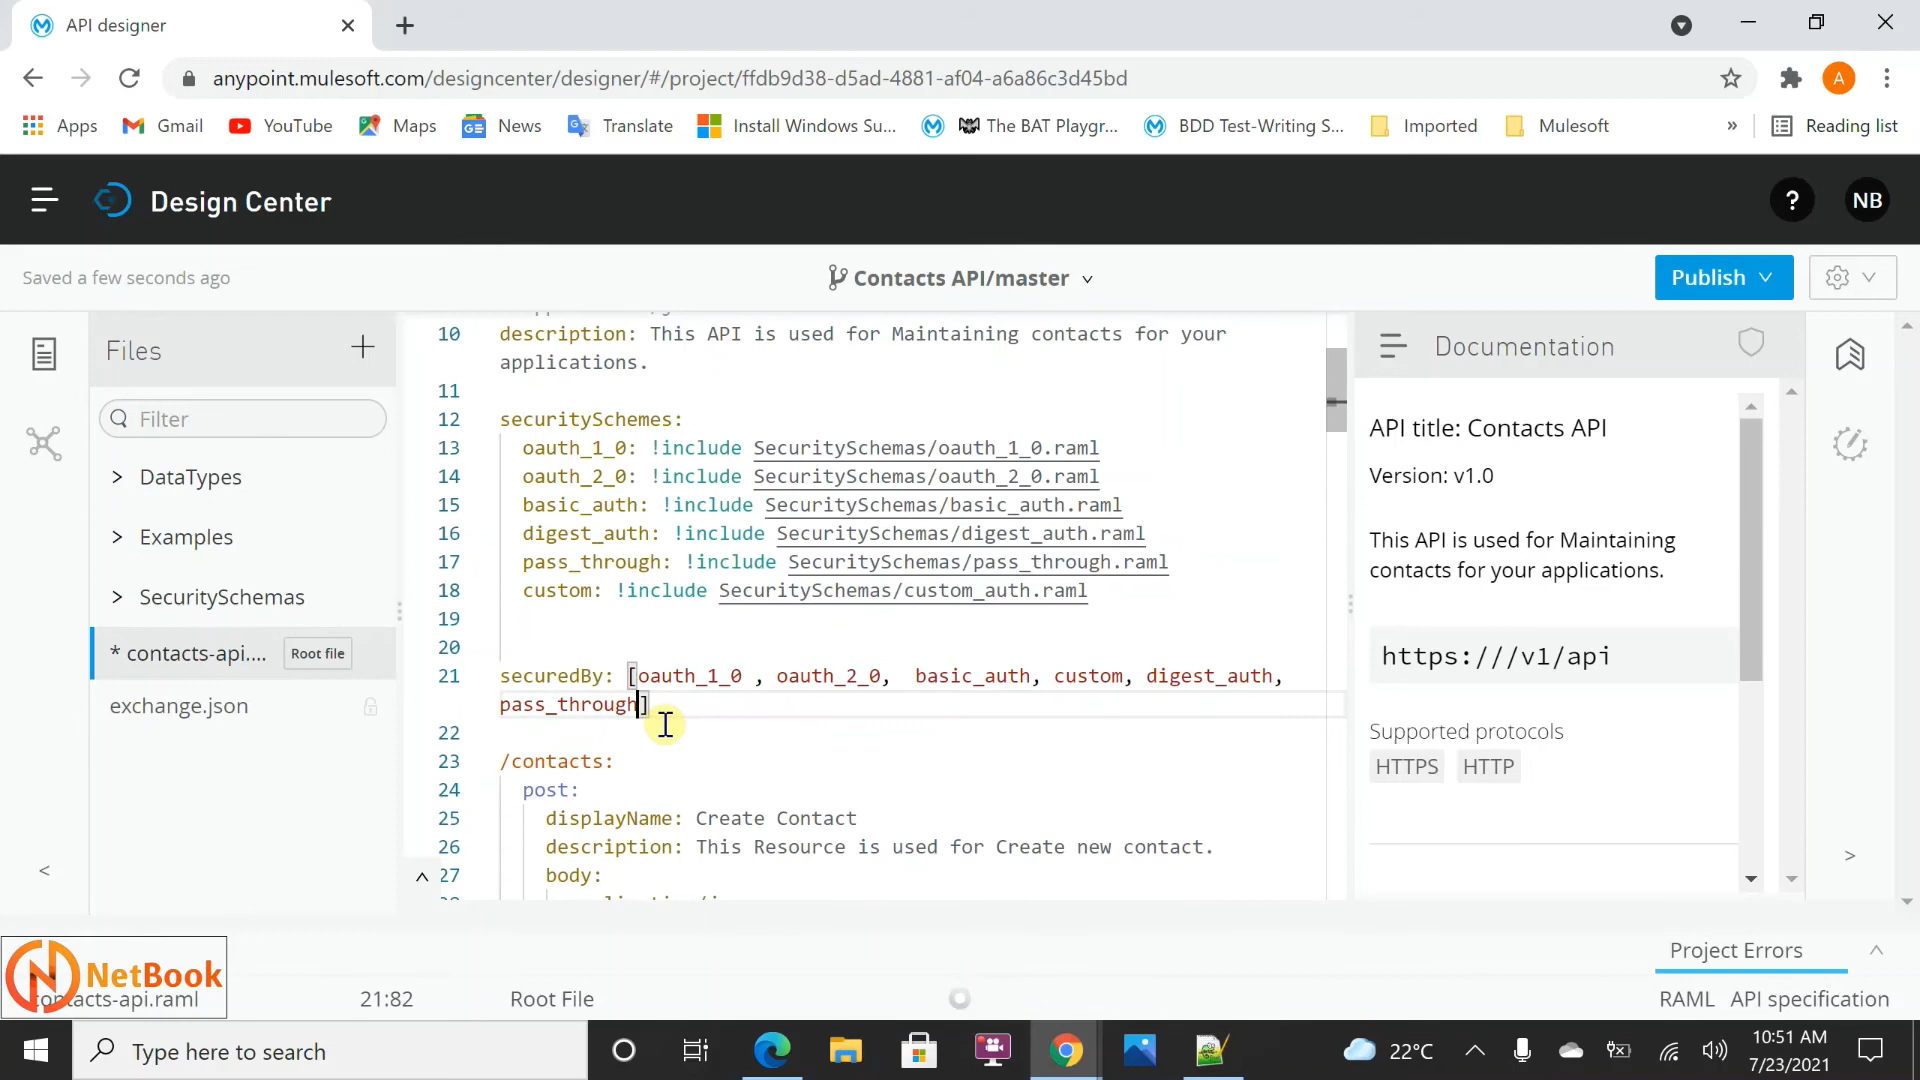 API designer
anypoint.mulesoft.com/designcenter/designer/#/project/ffdb9d38-d5ad-4881-af04-a6a86c3d45bd
A
Apps Gmail YouTube Maps News Translate Install Windows Su... The BAT Playgr... BDD Test-Writing S... Imported Mulesoft » Reading list
Design Center
? NB
Saved a few seconds ago
Contacts API/master
Publish
Files
Filter
> DataTypes
> Examples
> SecuritySchemas
* contacts-api.... Root file
exchange.json
10 description: This API is used for Maintaining contacts for your
applications.
11
12 securitySchemes:
13 oauth_1_0: !include SecuritySchemas/oauth_1_0.raml
14 oauth_2_0: !include SecuritySchemas/oauth_2_0.raml
15 basic_auth: !include SecuritySchemas/basic_auth.raml
16 digest_auth: !include SecuritySchemas/digest_auth.raml
17 pass_through: !include SecuritySchemas/pass_through.raml
18 custom: !include SecuritySchemas/custom_auth.raml
19
20
21 securedBy: [oauth_1_0 , oauth_2_0, basic_auth, custom, digest_auth,
pass_through]
22
23 /contacts:
24 post:
25 displayName: Create Contact
26 description: This Resource is used for Create new contact.
27 body:
Documentation
API title: Contacts API
Version: v1.0
This API is used for Maintaining
contacts for your applications.
https:///v1/api
Supported protocols
HTTPS HTTP
Project Errors
NetBook
contacts-api.raml 21:82 Root File RAML API specification
Type here to search
22°C
10:51 AM
7/23/2021